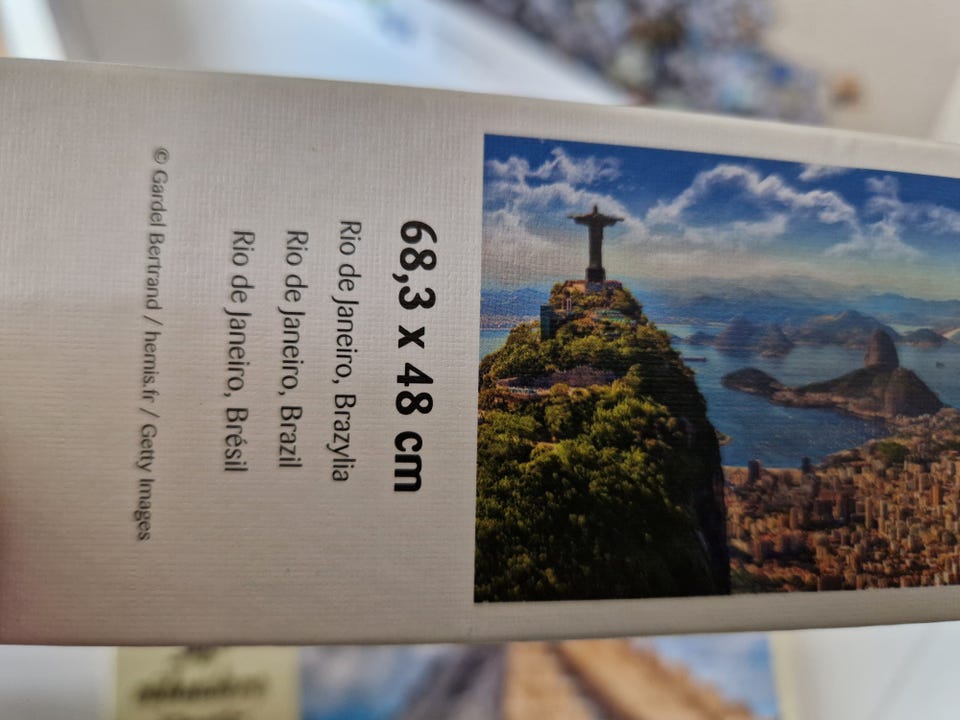 68,3 x 48 cm
Rio de Janeiro, Brazylia
Rio de Janeiro, Brazil
Rio de Janeiro, Brésil
© Gardel Bertrand / hemis.fr / Getty Images